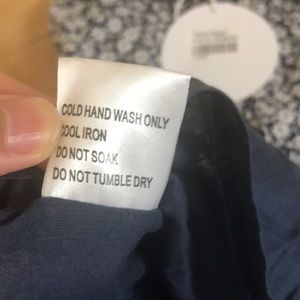 COLD HAND WASH ONLY
COOL IRON
DO NOT SOAK
DO NOT TUMBLE DRY